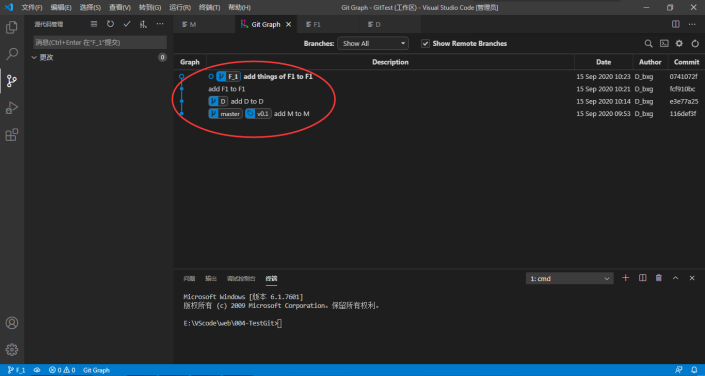 文件(F) 编辑(E) 选择(S) 查看(V) 转到(G) 运行(R) 终端(T) 帮助(H) Git Graph - GitTest (工作区) - Visual Studio Code [管理员]
源代码管理
M Git Graph F1 D
消息(Ctrl+Enter 在"F_1"提交)
更改 0
Branches: Show All Show Remote Branches
Graph Description Date Author Commit
F_1 add things of F1 to F1 15 Sep 2020 10:23 D_bxg 0741072f
add F1 to F1 15 Sep 2020 10:21 D_bxg fcf910bc
D add D to D 15 Sep 2020 10:14 D_bxg e3e77a25
master v0.1 add M to M 15 Sep 2020 09:53 D_bxg 116def3f
问题 输出 调试控制台 终端 1: cmd
Microsoft Windows [版本 6.1.7601]
版权所有 (c) 2009 Microsoft Corporation。保留所有权利。
E:\VScode\web\004-TestGit>
F_1 0 0 Git Graph